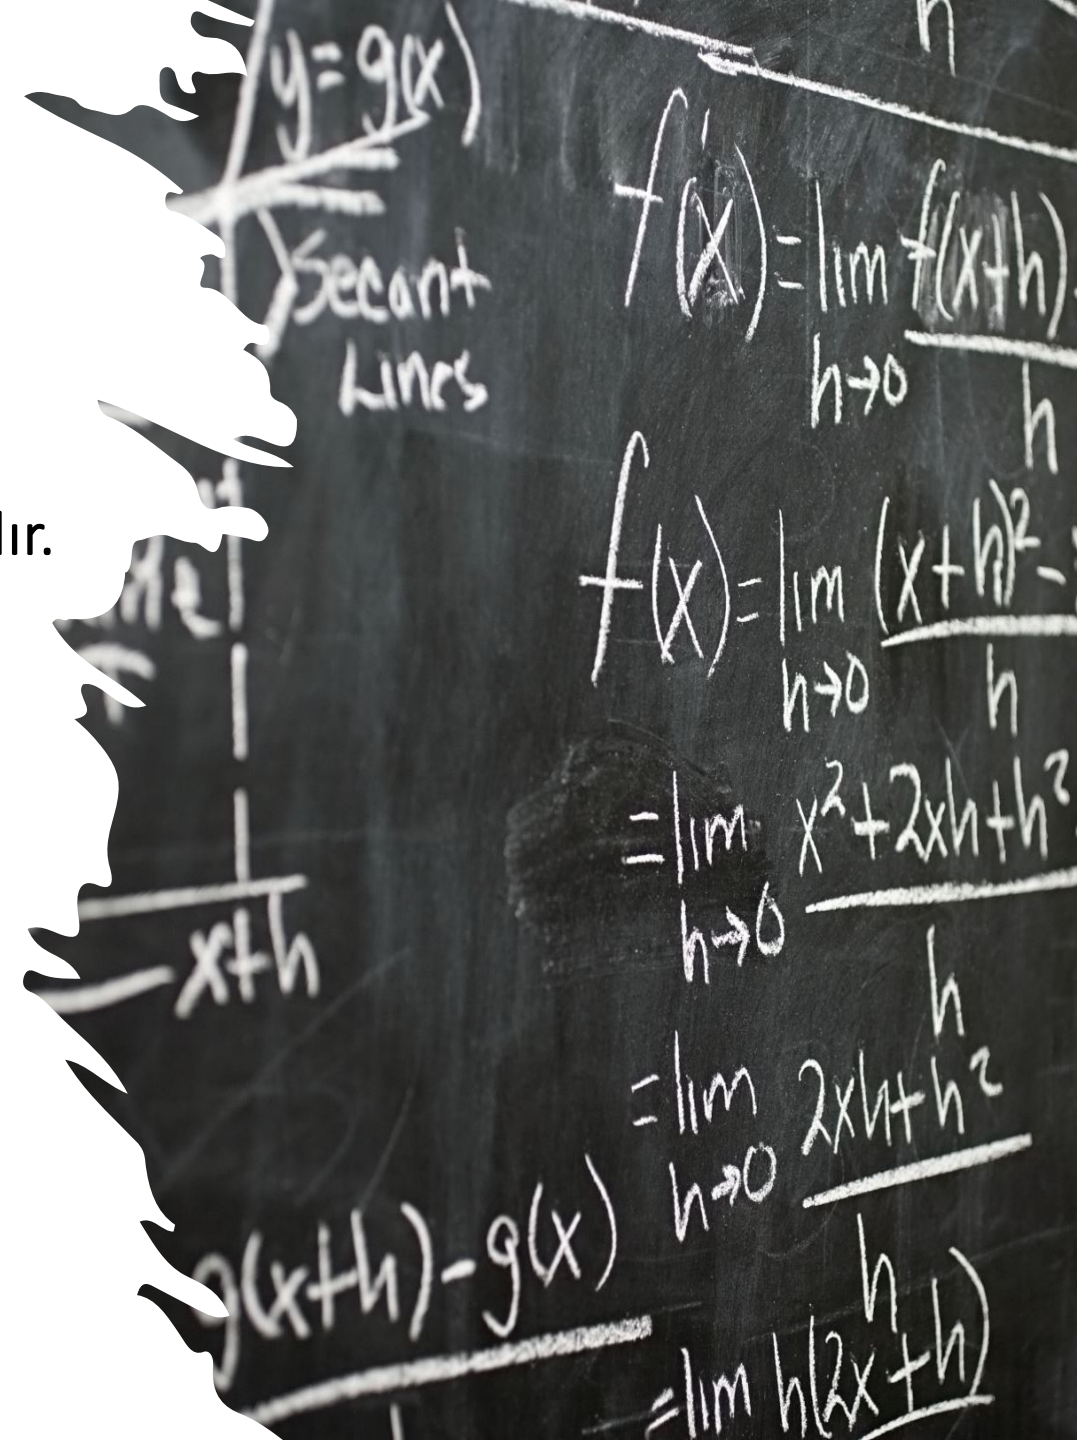 y=g(x)
Secant
Lines
lır.
x+h
g(x+h)-g(x)
h
f'(x)=lim f(x+h)
h→0 h
f(x)=lim (x+h)²-
h→0 h
=lim x²+2xh+h²
h→0 h
=lim 2xh+h²
h→0 h
=lim h(2x+h)